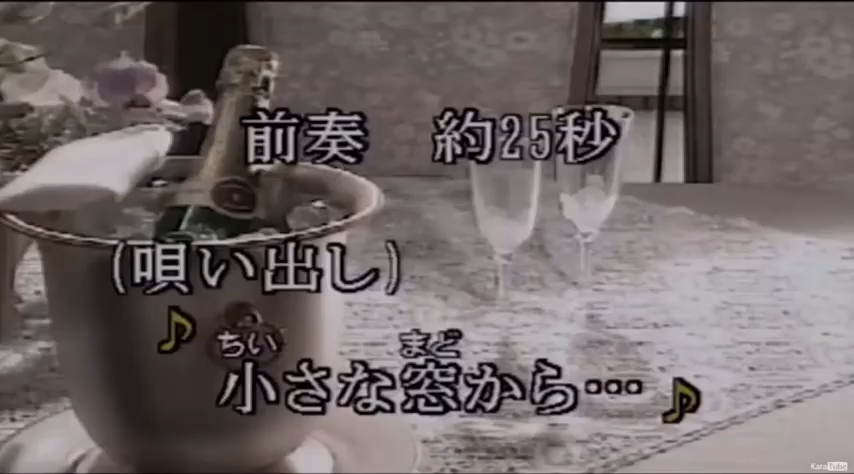 前奏 約25秒
(唄い出し)
♪ 小さな窓から… ♪
ちい まど
KaraTube